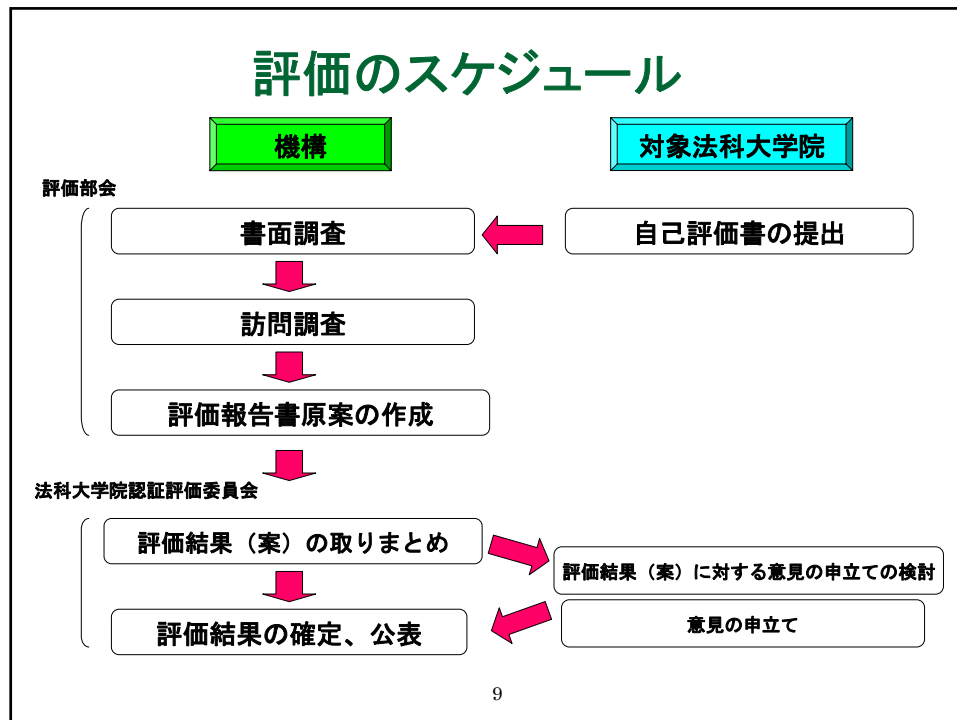 評価のスケジュール
機構
対象法科大学院
評価部会
書面調査
自己評価書の提出
訪問調査
評価報告書原案の作成
法科大学院認証評価委員会
評価結果（案）の取りまとめ
評価結果（案）に対する意見の申立ての検討
意見の申立て
評価結果の確定、公表
9